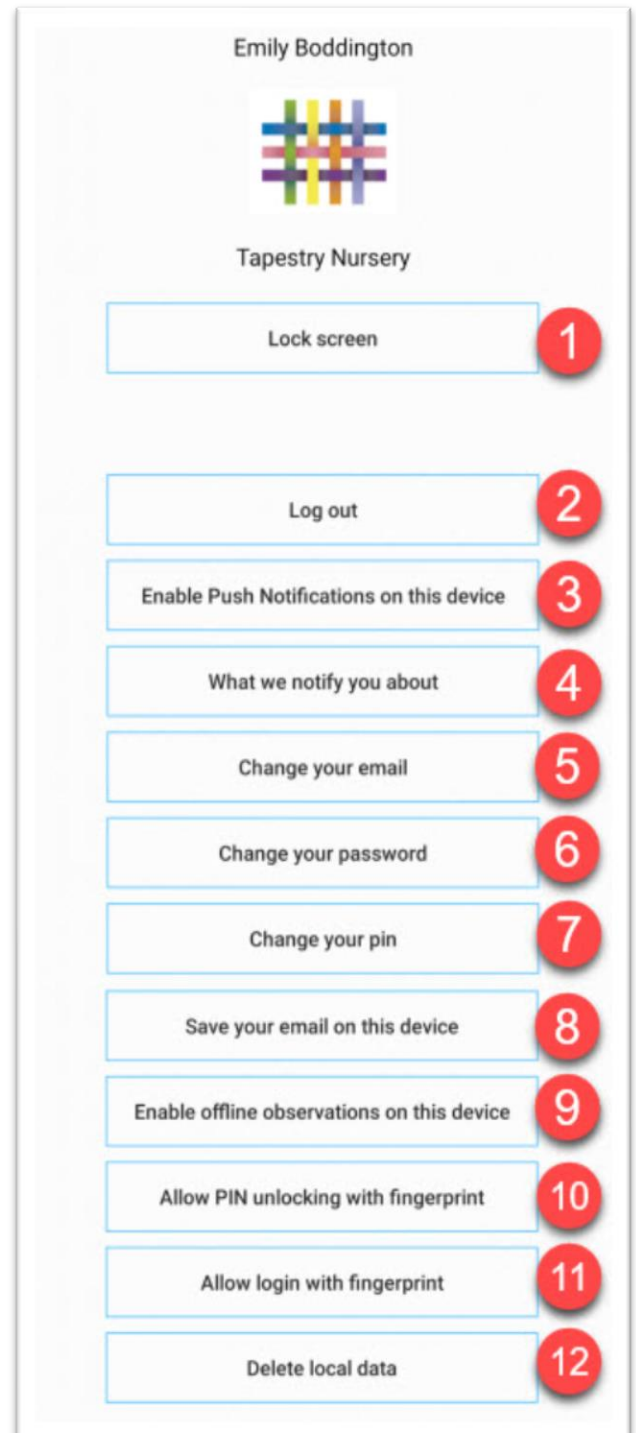 Emily Boddington
Tapestry Nursery
Lock screen 1
Log out 2
Enable Push Notifications on this device 3
What we notify you about 4
Change your email 5
Change your password 6
Change your pin 7
Save your email on this device 8
Enable offline observations on this device 9
Allow PIN unlocking with fingerprint 10
Allow login with fingerprint 11
Delete local data 12